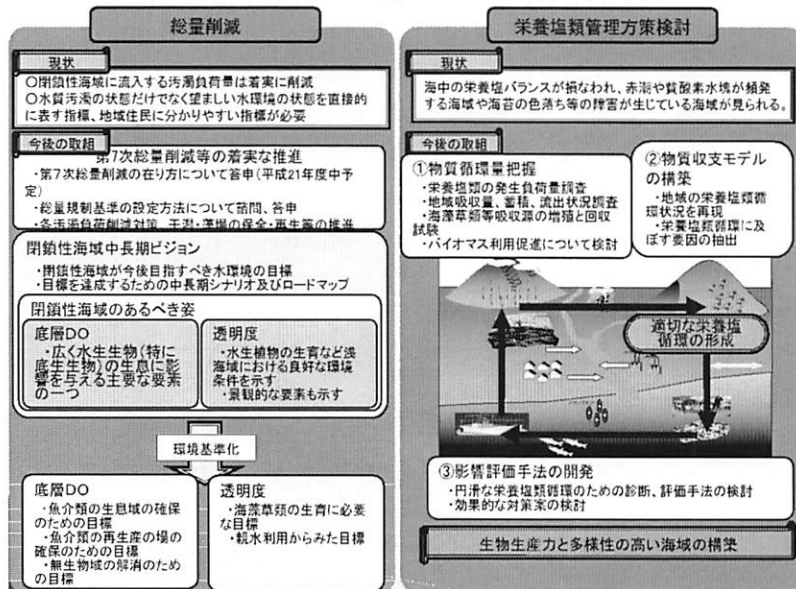 総量削減
現状
〇閉鎖性海域に流入する汚濁負荷量は着実に削減
〇水質汚濁の状態だけでなく望ましい水環境の状態を直接的
に表す指標、地域住民に分かりやすい指標が必要
今後の取組
第7次総量削減等の着実な推進
・第7次総量削減の在り方について答申(平成21年度中予
定)
・総量規制基準の設定方法について諮問、答申
・各汚濁負荷削減対策、干潟・藻場の保全・再生等の推進
閉鎖性海域中長期ビジョン
・閉鎖性海域が今後目指すべき水環境の目標
・目標を達成するための中長期シナリオ及びロードマップ
閉鎖性海域のあるべき姿
底層DO
・広く水生生物(特に
底生生物)の生息に影
響を与える主要な要素
の一つ
透明度
・水生植物の生育など浅
海域における良好な環境
条件を示す
・景観的な要素も示す
環境基準化
底層DO
・魚介類の生息域の確保
のための目標
・魚介類の再生産の場の
確保のための目標
・無生物域の解消のため
の目標
透明度
・海藻草類の生育に必要
な目標
・親水利用からみた目標
栄養塩類管理方策検討
現状
海中の栄養塩バランスが損なわれ、赤潮や貧酸素水塊が頻発
する海域や海苔の色落ち等の障害が生じている海域が見られる。
今後の取組
①物質循環量把握
・栄養塩類の発生負荷量調査
・地域吸収量、蓄積、流出状況調査
・海藻草類等吸収源の増殖と回収
試験
・バイオマス利用促進について検討
②物質収支モデル
の構築
・地域の栄養塩類循
環状況を再現
・栄養塩類循環に及
ぼす要因の抽出
適切な栄養塩
循環の形成
③影響評価手法の開発
・円滑な栄養塩類循環のための診断、評価手法の検討
・効果的な対策案の検討
生物生産力と多様性の高い海域の構築